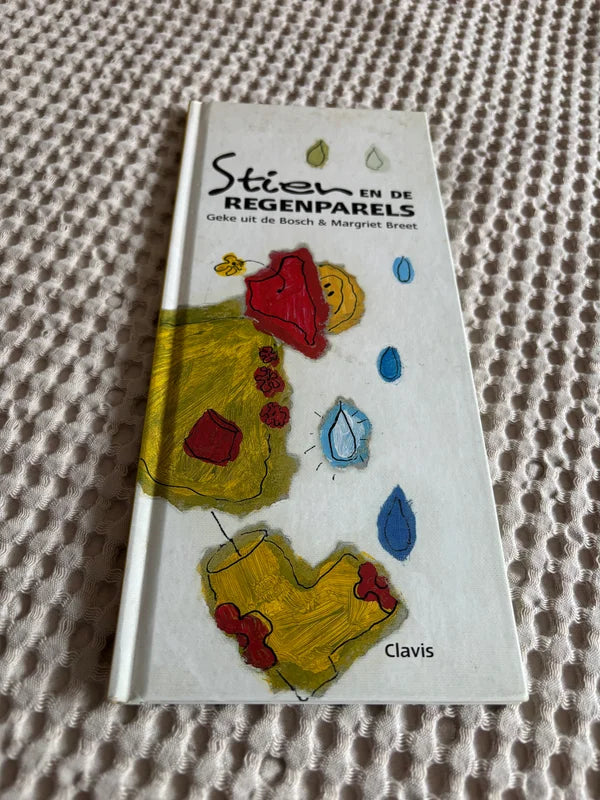 Stien EN DE
REGENPARELS
Geke uit de Bosch & Margriet Breet
Clavis